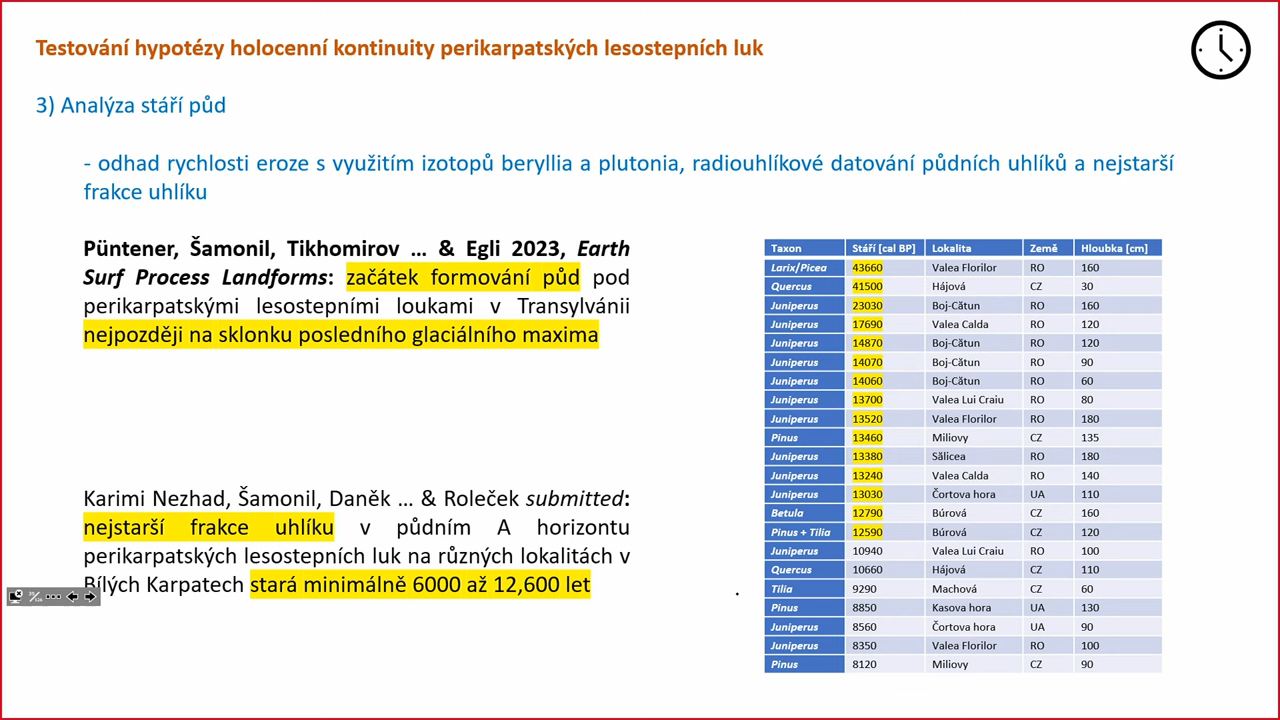 Testování hypotézy holocenní kontinuity perikarpatských lesostepních luk
3) Analýza stáří půd
- odhad rychlosti eroze s využitím izotopů beryllia a plutonia, radiouhlíkové datování půdních uhlíků a nejstarší
frakce uhlíku
Püntener, Šamonil, Tikhomirov ... & Egli 2023, Earth
Surf Process Landforms: začátek formování půd pod
perikarpatskými lesostepními loukami v Transylvánii
nejpozději na sklonku posledního glaciálního maxima
Karimi Nezhad, Šamonil, Daněk ... & Roleček submitted:
nejstarší frakce uhlíku v půdním A horizontu
perikarpatských lesostepních luk na různých lokalitách v
Bílých Karpatech stará minimálně 6000 až 12,600 let
Taxon Stáří [cal BP] Lokalita Země Hloubka [cm]
Larix/Picea 43660 Valea Florilor RO 160
Quercus 41500 Hájová CZ 30
Juniperus 23030 Boj-Cătun RO 160
Juniperus 17690 Valea Calda RO 120
Juniperus 14870 Boj-Cătun RO 120
Juniperus 14070 Boj-Cătun RO 90
Juniperus 14060 Boj-Cătun RO 60
Juniperus 13700 Valea Lui Craiu RO 80
Juniperus 13520 Valea Florilor RO 180
Pinus 13460 Miliovy CZ 135
Juniperus 13380 Sălicea RO 180
Juniperus 13240 Valea Calda RO 140
Juniperus 13030 Čortova hora UA 110
Betula 12790 Búrová CZ 160
Pinus + Tilia 12590 Búrová CZ 120
Juniperus 10940 Valea Lui Craiu RO 100
Quercus 10660 Hájová CZ 110
Tilia 9290 Machová CZ 60
Pinus 8850 Kasova hora UA 130
Juniperus 8560 Čortova hora UA 90
Juniperus 8350 Valea Florilor RO 100
Pinus 8120 Miliovy CZ 90